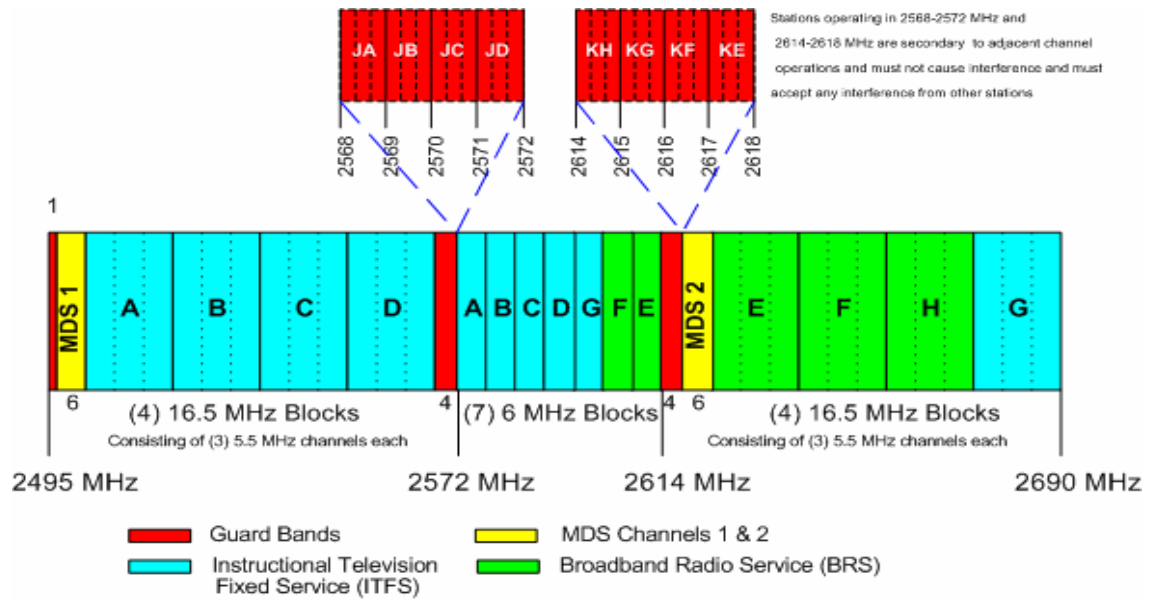 Stations operating in 2568-2572 MHz and
2614-2618 MHz are secondary to adjacent channel
operations and must not cause interference and must
accept any interference from other stations
JA JB JC JD
KH KG KF KE
2568 2569 2570 2571 2572
2614 2615 2616 2617 2618
1
MDS 1 A B C D A B C D G F E MDS 2 E F H G
6 4 4 6
(4) 16.5 MHz Blocks (7) 6 MHz Blocks (4) 16.5 MHz Blocks
Consisting of (3) 5.5 MHz channels each Consisting of (3) 5.5 MHz channels each
2495 MHz 2572 MHz 2614 MHz 2690 MHz
Guard Bands
MDS Channels 1 & 2
Instructional Television
Fixed Service (ITFS)
Broadband Radio Service (BRS)